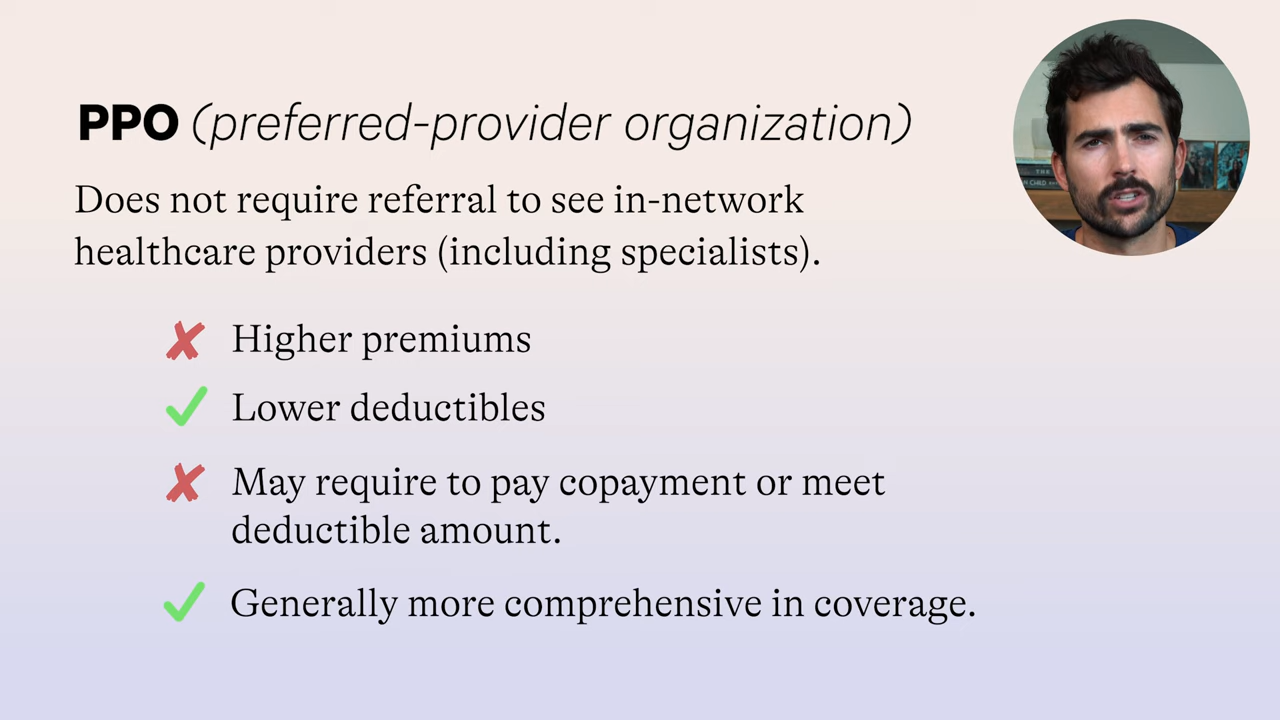 PPO (preferred-provider organization)
Does not require referral to see in-network
healthcare providers (including specialists).
Higher premiums
Lower deductibles
May require to pay copayment or meet
deductible amount.
Generally more comprehensive in coverage.